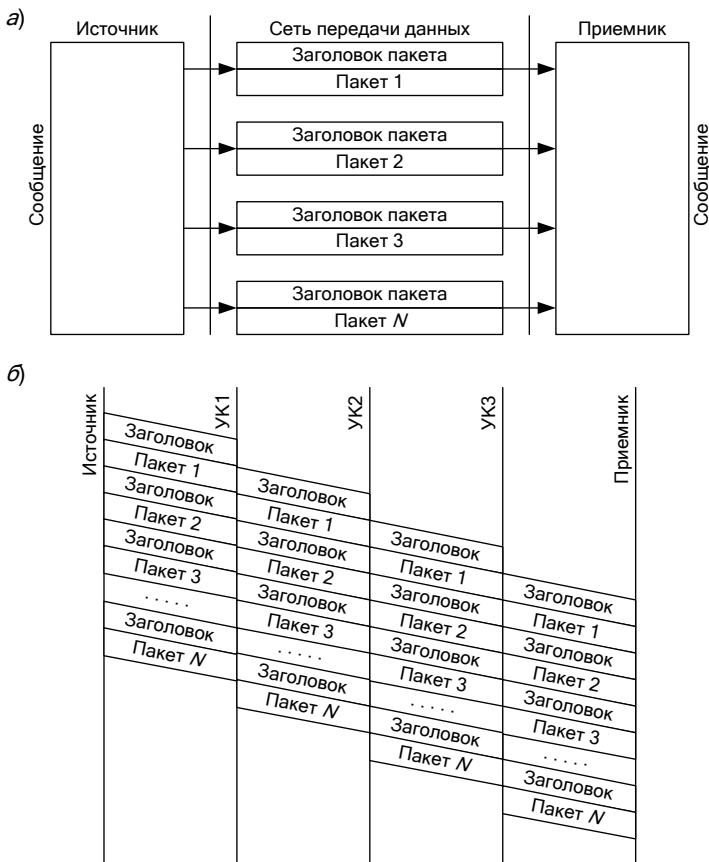 а)
Источник
Сеть передачи данных
Приемник
Сообщение
Заголовок пакета
Пакет 1
Заголовок пакета
Пакет 2
Заголовок пакета
Пакет 3
Заголовок пакета
Пакет N
Сообщение
б)
Источник
УК1
УК2
УК3
Приемник
Заголовок
Пакет 1
Заголовок
Пакет 2
Заголовок
Пакет 3
. . . . .
Заголовок
Пакет N
Заголовок
Пакет 1
Заголовок
Пакет 2
Заголовок
Пакет 3
. . . . .
Заголовок
Пакет N
Заголовок
Пакет 1
Заголовок
Пакет 2
Заголовок
Пакет 3
. . . . .
Заголовок
Пакет N
Заголовок
Пакет 1
Заголовок
Пакет 2
Заголовок
Пакет 3
. . . . .
Заголовок
Пакет N